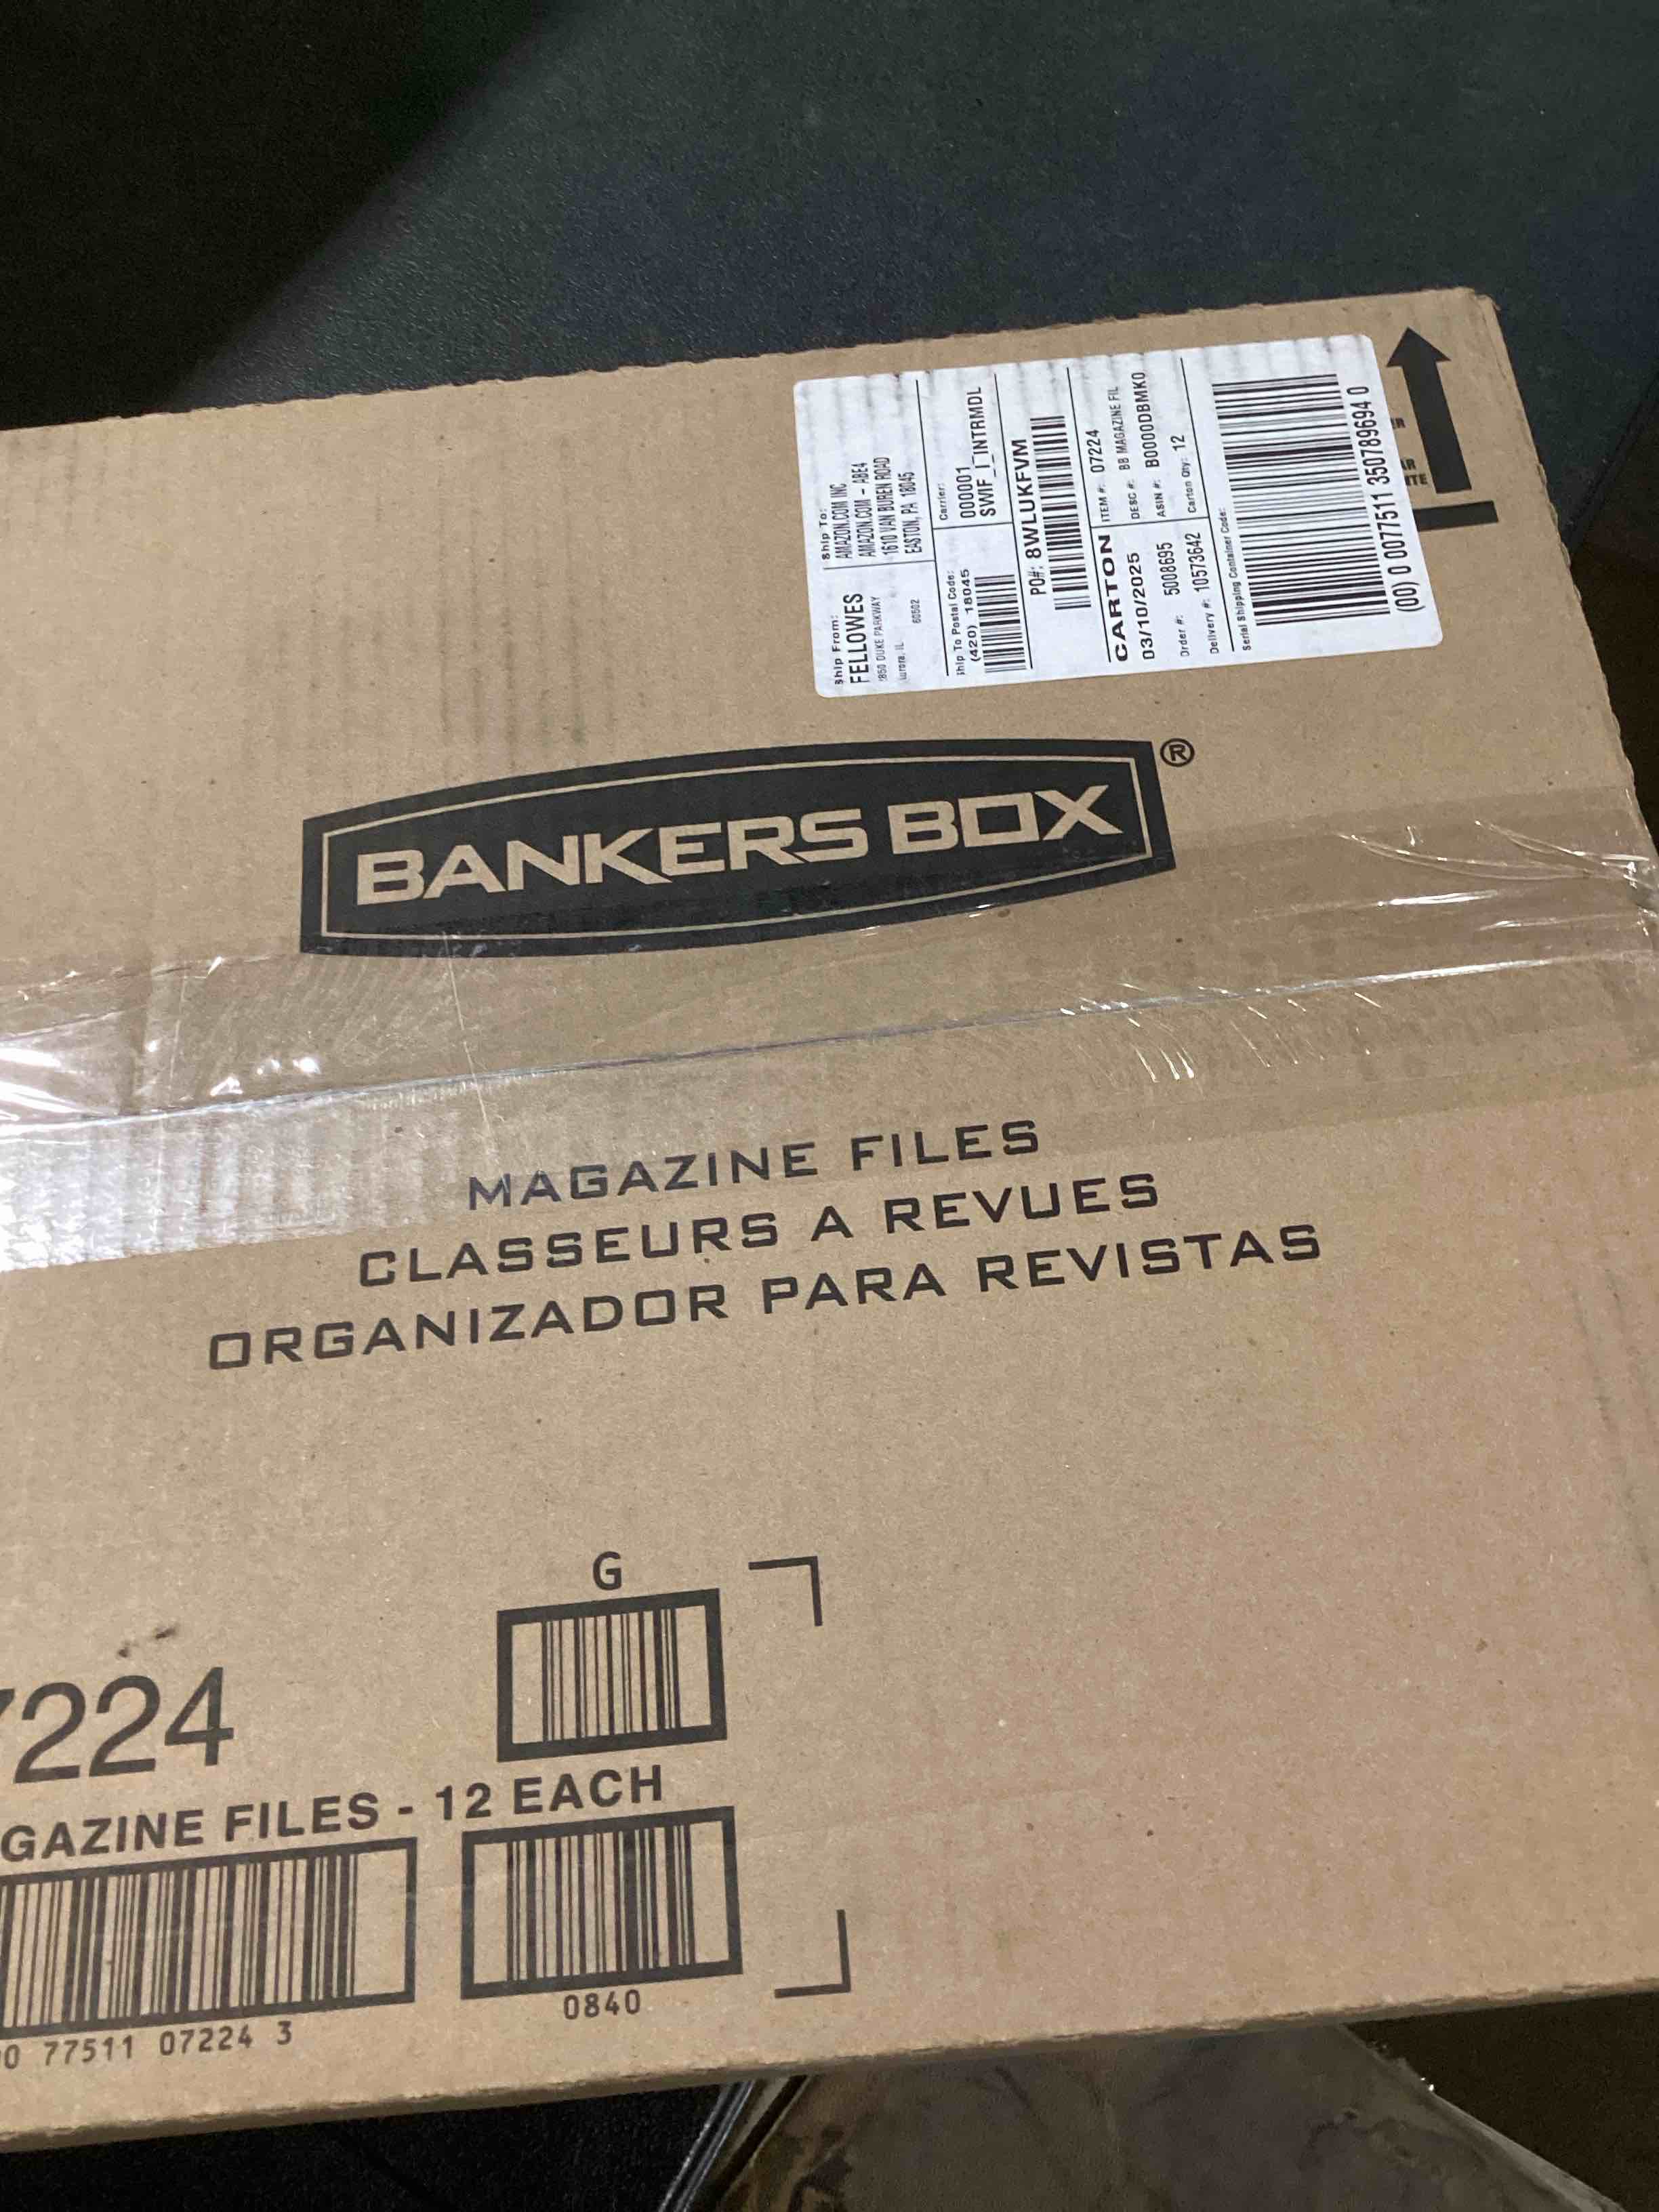 Ship From:
FELLOWES
1850 DUKE PARKWAY
Aurora, IL 60502
Ship To:
AMAZON.COM INC
AMAZON.COM - ABE4
1610 VAN BUREN ROAD
EASTON, PA 18045
Ship To Postal Code:
(420) 18045
Carrier:
000001
SWIF_I_INTRMDL
PO#: 8WLUKFVM
CARTON
03/10/2025
Order #: 5008695
Delivery #: 10573642
ITEM #: 07224
DESC #: BB MAGAZINE FIL
ASIN #: B0000DBMK0
Carton Qty: 12
Serial Shipping Container Code:
(00) 0 0077511 350789694 0
BANKERS BOX®
MAGAZINE FILES
CLASSEURS A REVUES
ORGANIZADOR PARA REVISTAS
G
7224
GAZINE FILES - 12 EACH
0840
00 77511 07224 3